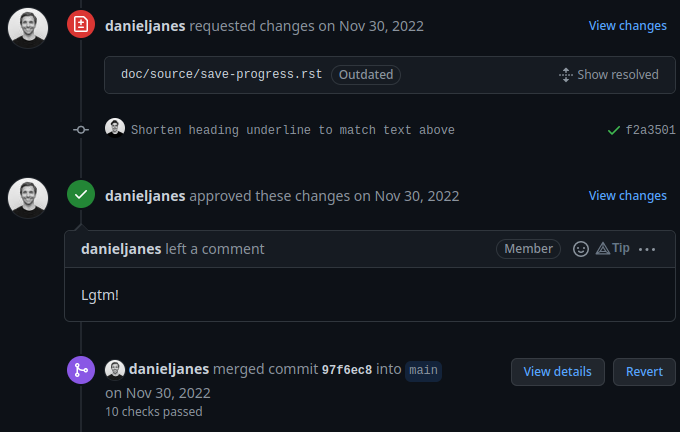 danieljanes requested changes on Nov 30, 2022 View changes
doc/source/save-progress.rst Outdated Show resolved
Shorten heading underline to match text above f2a3501
danieljanes approved these changes on Nov 30, 2022 View changes
danieljanes left a comment Member Tip
Lgtm!
danieljanes merged commit 97f6ec8 into main View details Revert
on Nov 30, 2022
10 checks passed